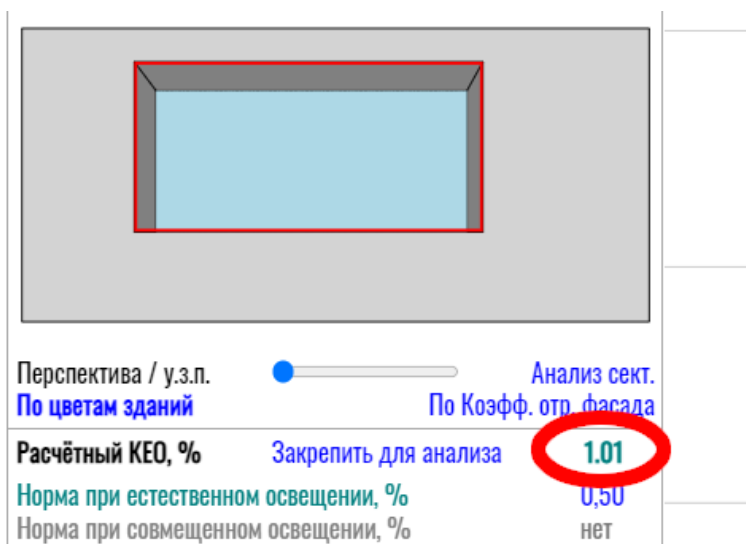 Перспектива / у.з.п. Анализ сект.
По цветам зданий По Коэфф. отр. фасада
Расчётный КЕО, % Закрепить для анализа 1.01
Норма при естественном освещении, % 0,50
Норма при совмещенном освещении, % нет